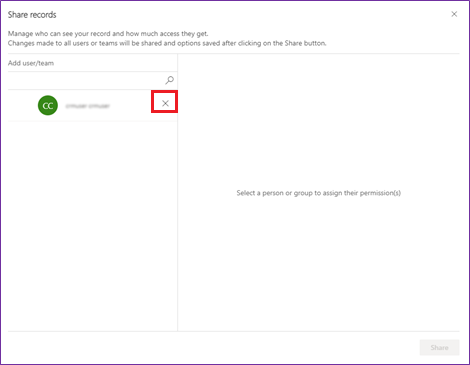 Share records
Manage who can see your record and how much access they get.
Changes made to all users or teams will be shared and options saved after clicking on the Share button.
Add user/team
CC
Select a person or group to assign their permission(s)
Share